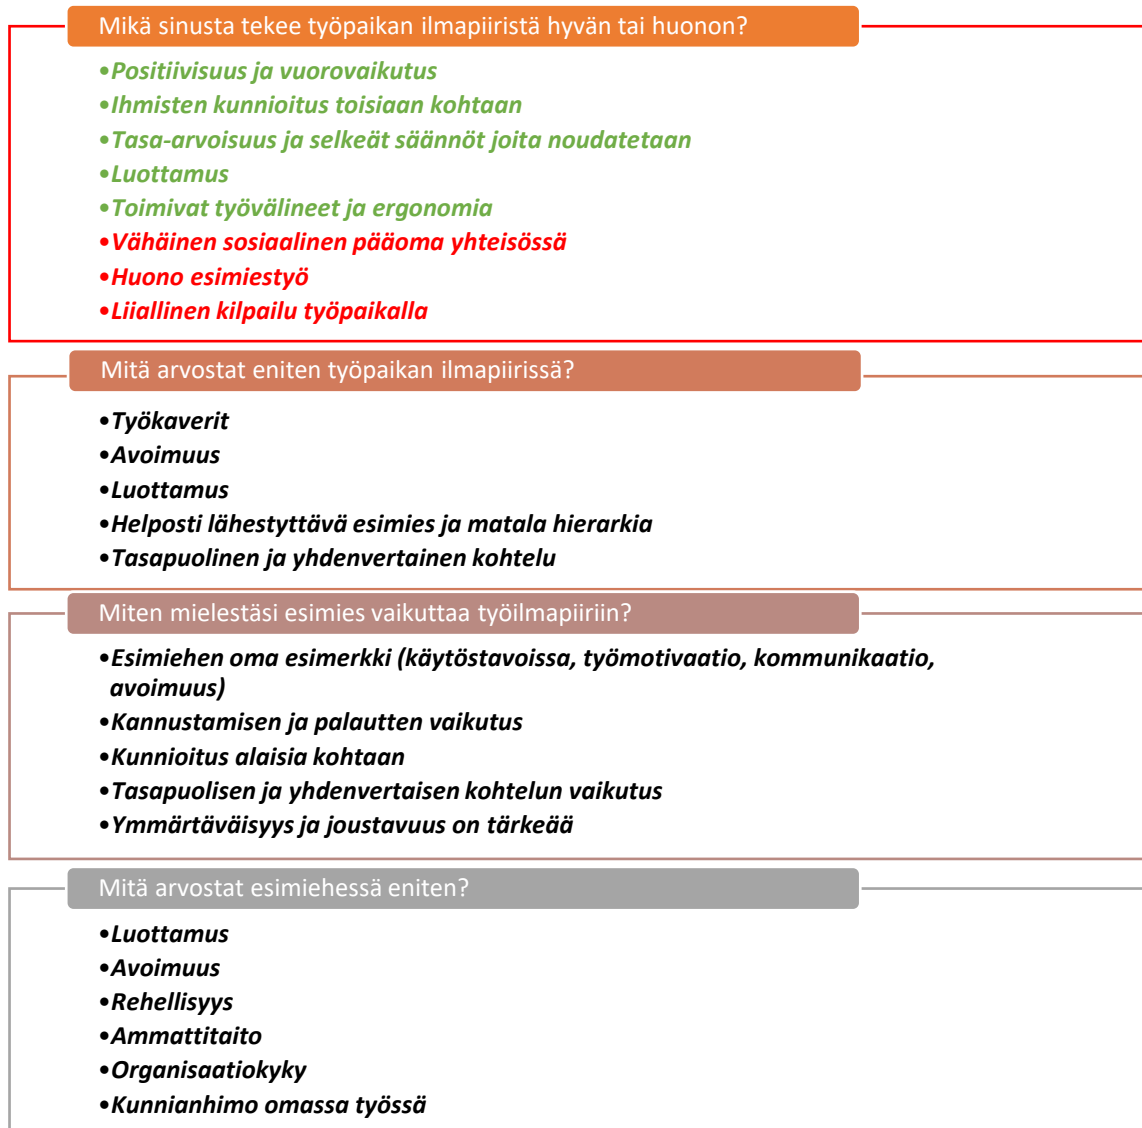 Mikä sinusta tekee työpaikan ilmapiiristä hyvän tai huonon?
•Positiivisuus ja vuorovaikutus
•Ihmisten kunnioitus toisiaan kohtaan
•Tasa-arvoisuus ja selkeät säännöt joita noudatetaan
•Luottamus
•Toimivat työvälineet ja ergonomia
•Vähäinen sosiaalinen pääoma yhteisössä
•Huono esimiestyö
•Liiallinen kilpailu työpaikalla
Mitä arvostat eniten työpaikan ilmapiirissä?
•Työkaverit
•Avoimuus
•Luottamus
•Helposti lähestyttävä esimies ja matala hierarkia
•Tasapuolinen ja yhdenvertainen kohtelu
Miten mielestäsi esimies vaikuttaa työilmapiiriin?
•Esimiehen oma esimerkki (käytöstavoissa, työmotivaatio, kommunikaatio,
avoimuus)
•Kannustamisen ja palautten vaikutus
•Kunnioitus alaisia kohtaan
•Tasapuolisen ja yhdenvertaisen kohtelun vaikutus
•Ymmärtäväisyys ja joustavuus on tärkeää
Mitä arvostat esimiehessä eniten?
•Luottamus
•Avoimuus
•Rehellisyys
•Ammattitaito
•Organisaatiokyky
•Kunnianhimo omassa työssä